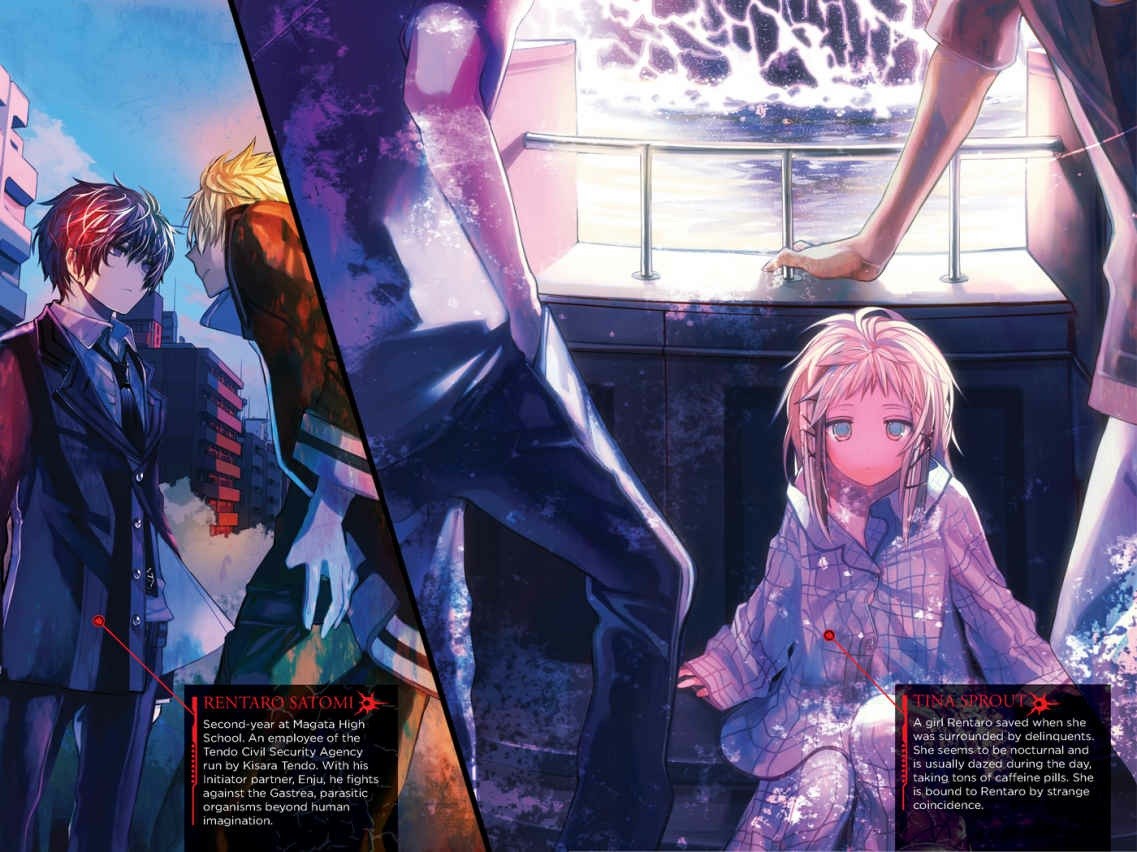 RENTARO SATOMI
Second-year at Magata High
School. An employee of the
Tendo Civil Security Agency
run by Kisara Tendo. With his
Initiator partner, Enju, he fights
against the Gastrea, parasitic
organisms beyond human
imagination.
TINA SPROUT
A girl Rentaro saved when she
was surrounded by delinquents.
She seems to be nocturnal and
is usually dazed during the day,
taking tons of caffeine pills. She
is bound to Rentaro by strange
coincidence.